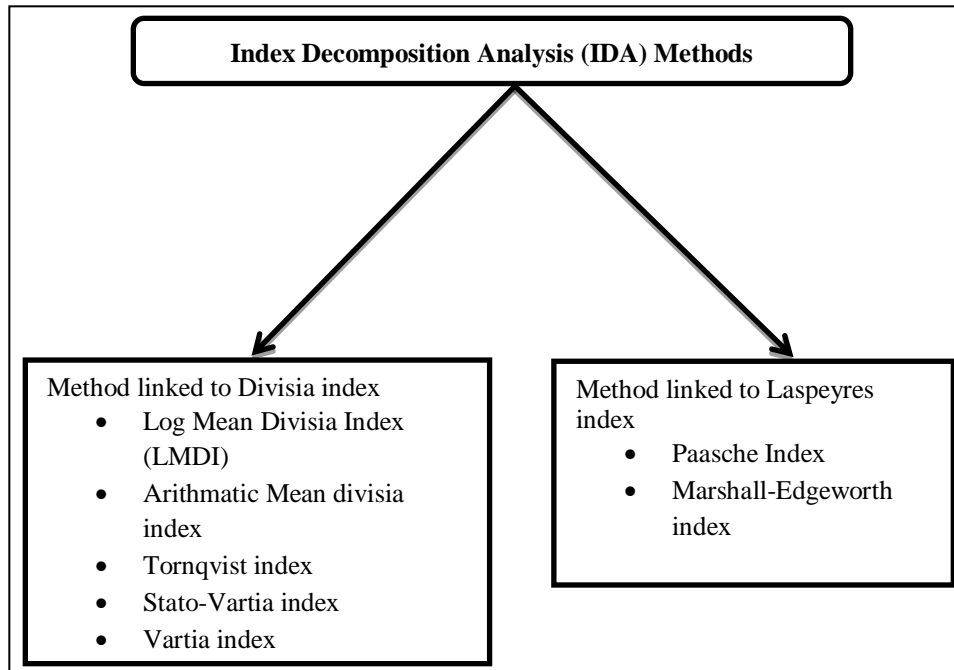 Index Decomposition Analysis (IDA) Methods
Method linked to Divisia index
• Log Mean Divisia Index
(LMDI)
• Arithmatic Mean divisia
index
• Tornqvist index
• Stato-Vartia index
• Vartia index
Method linked to Laspeyres
index
• Paasche Index
• Marshall-Edgeworth
index